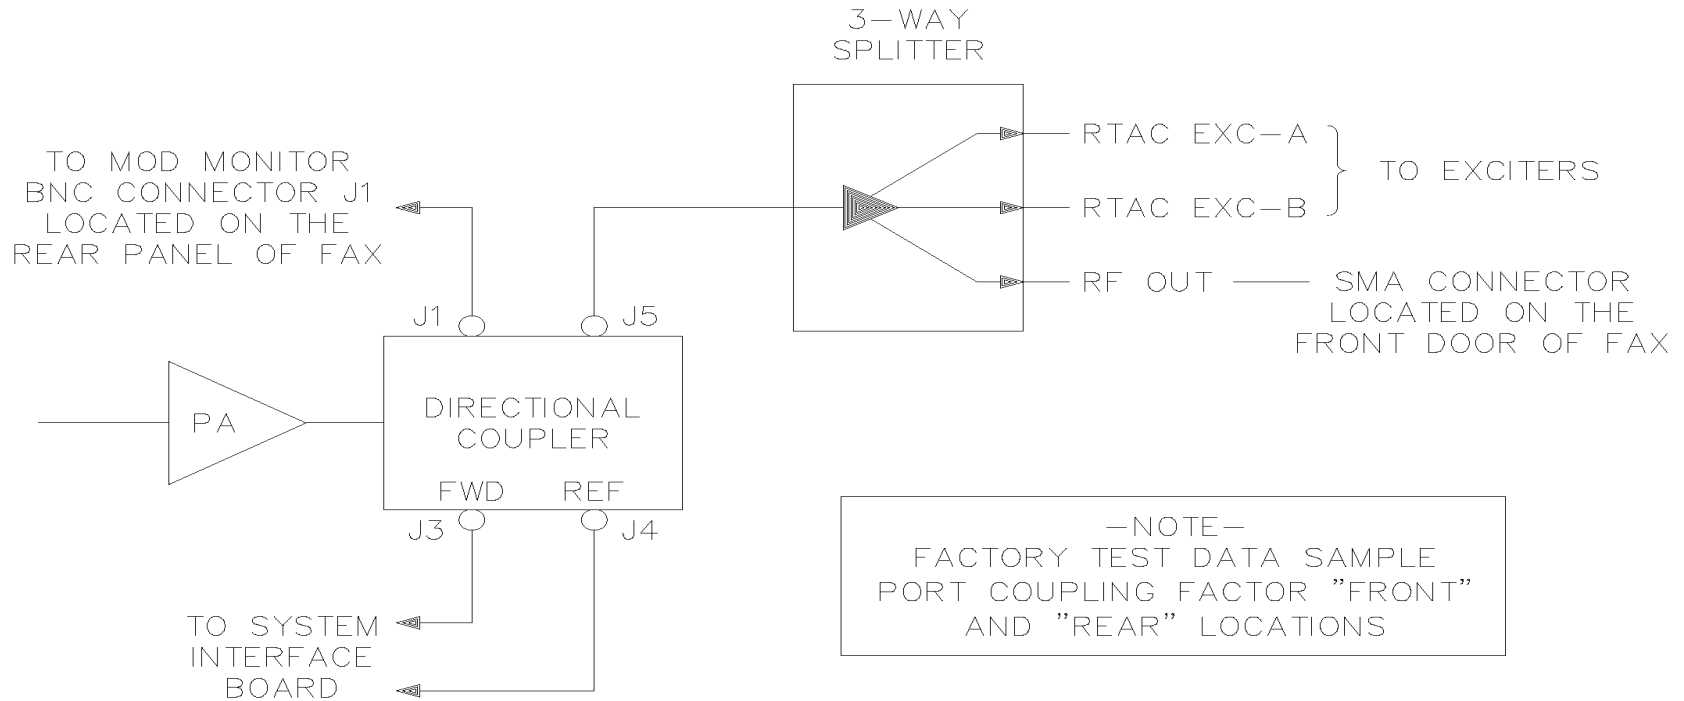 3-WAY
SPLITTER
RTAC EXC-A
RTAC EXC-B
TO EXCITERS
RF OUT
SMA CONNECTOR
LOCATED ON THE
FRONT DOOR OF FAX
TO MOD MONITOR
BNC CONNECTOR J1
LOCATED ON THE
REAR PANEL OF FAX
J1
J5
PA
DIRECTIONAL
COUPLER
FWD
REF
J3
J4
TO SYSTEM
INTERFACE
BOARD
-NOTE-
FACTORY TEST DATA SAMPLE
PORT COUPLING FACTOR "FRONT"
AND "REAR" LOCATIONS